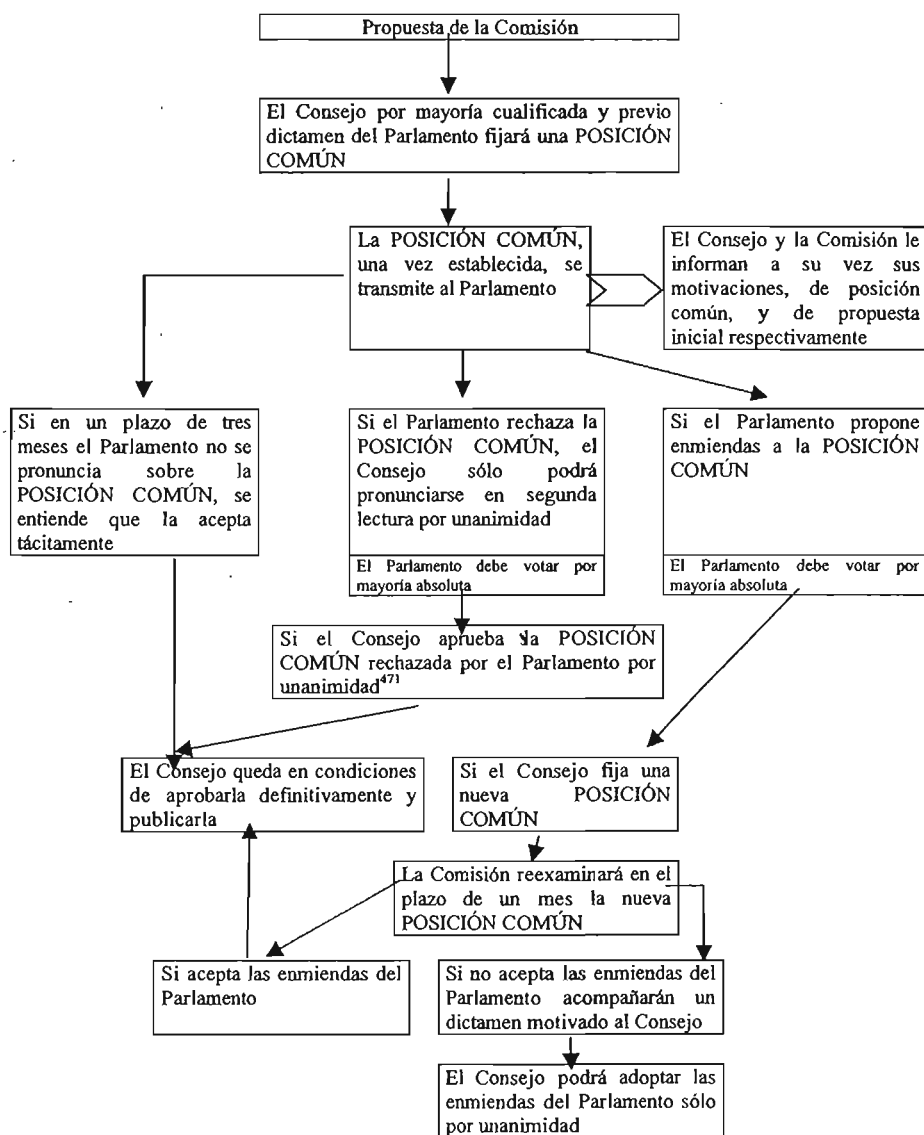 Propuesta de la Comisión
El Consejo por mayoría cualificada y previo
dictamen del Parlamento fijará una POSICIÓN
COMÚN
La POSICIÓN COMÚN,
una vez establecida, se
transmite al Parlamento
El Consejo y la Comisión le
informan a su vez sus
motivaciones, de posición
común, y de propuesta
inicial respectivamente
Si en un plazo de tres
meses el Parlamento no se
pronuncia sobre la
POSICIÓN COMÚN, se
entiende que la acepta
tácitamente
Si el Parlamento rechaza la
POSICIÓN COMÚN, el
Consejo sólo podrá
pronunciarse en segunda
lectura por unanimidad
El Parlamento debe votar por
mayoría absoluta
Si el Parlamento propone
enmiendas a la POSICIÓN
COMÚN
El Parlamento debe votar por
mayoría absoluta
Si el Consejo aprueba la POSICIÓN
COMÚN rechazada por el Parlamento por
unanimidad471
El Consejo queda en condiciones
de aprobarla definitivamente y
publicarla
Si el Consejo fija una
nueva POSICIÓN
COMÚN
La Comisión reexaminará en el
plazo de un mes la nueva
POSICIÓN COMÚN
Si acepta las enmiendas del
Parlamento
Si no acepta las enmiendas del
Parlamento acompañarán un
dictamen motivado al Consejo
El Consejo podrá adoptar las
enmiendas del Parlamento sólo
por unanimidad